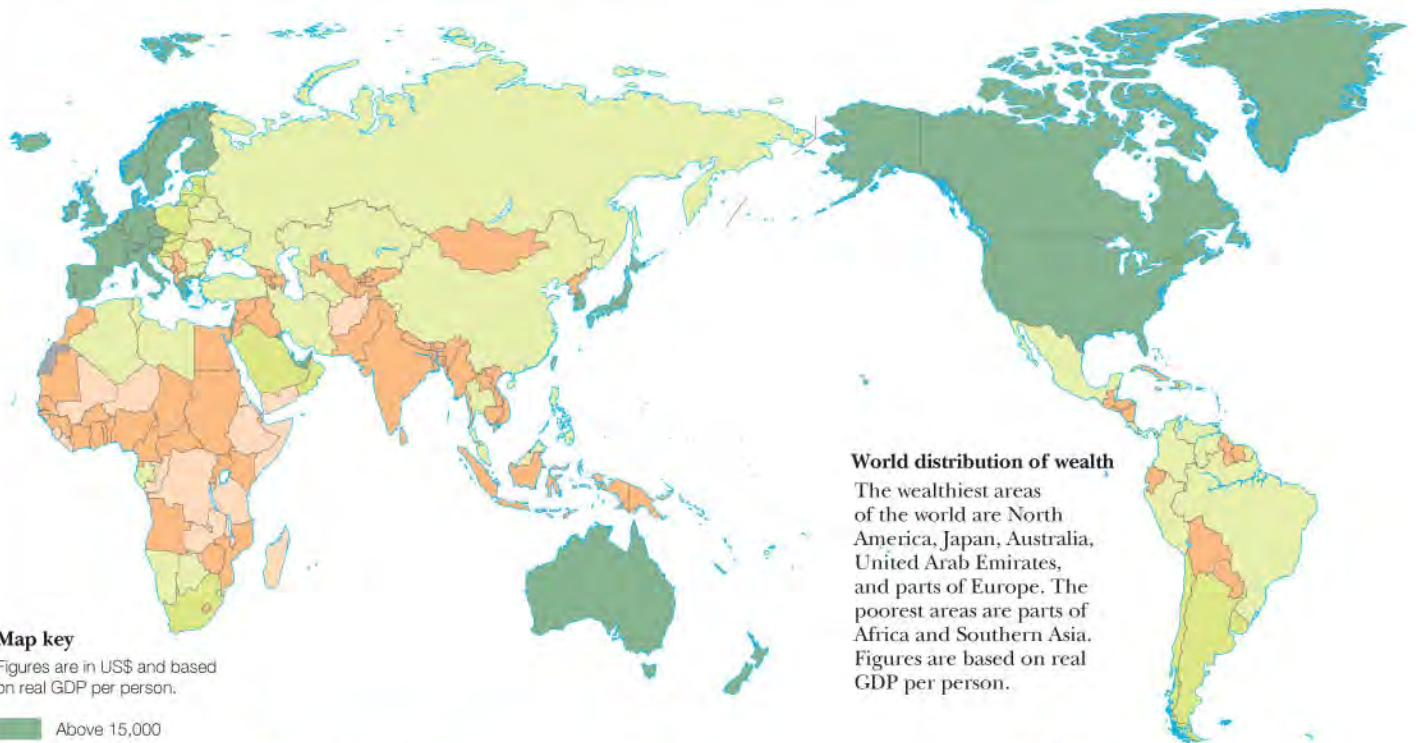 World distribution of wealth
The wealthiest areas
of the world are North
America, Japan, Australia,
United Arab Emirates,
and parts of Europe. The
poorest areas are parts of
Africa and Southern Asia.
Figures are based on real
GDP per person.
Map key
Figures are in US$ and based
on real GDP per person.
Above 15,000